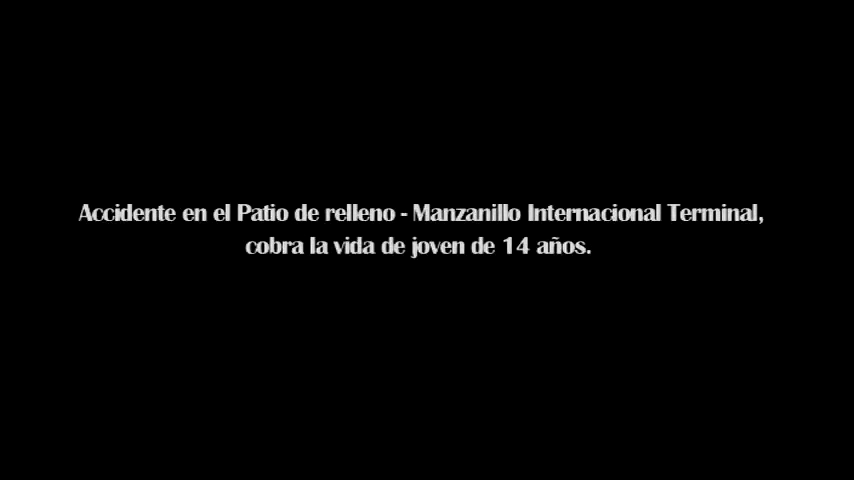 Accidente en el Patio de relleno - Manzanillo Internacional Terminal,
cobra la vida de joven de 14 años.